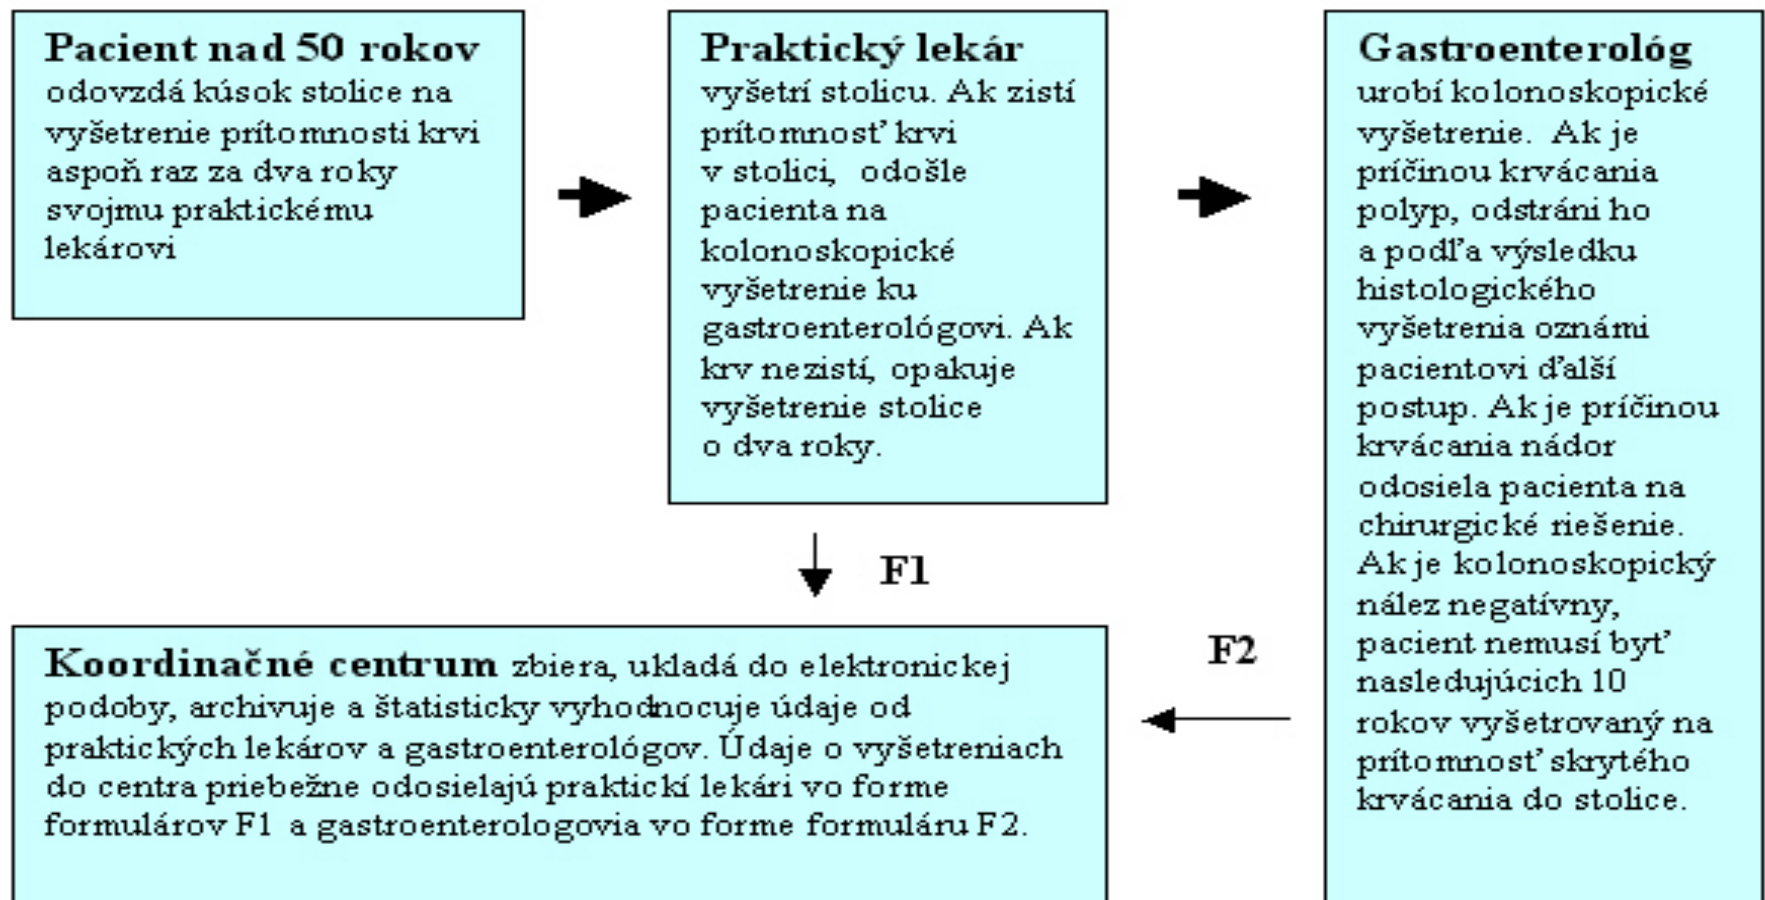 Pacient nad 50 rokov
odovzdá kúsok stolice na
vyšetrenie prítomnosti krvi
aspoň raz za dva roky
svojmu praktickému
lekárovi
Praktický lekár
vyšetrí stolicu. Ak zistí
prítomnosť krvi
v stolici, odošle
pacienta na
kolonoskopické
vyšetrenie ku
gastroenterológovi. Ak
krv nezistí, opakuje
vyšetrenie stolice
o dva roky.
Gastroenterológ
urobí kolonoskopické
vyšetrenie. Ak je
príčinou krvácania
polyp, odstráni ho
a podľa výsledku
histologického
vyšetrenia oznámi
pacientovi ďalší
postup. Ak je príčinou
krvácania nádor
odosiela pacienta na
chirurgické riešenie.
Ak je kolonoskopický
nález negatívny,
pacient nemusí byť
nasledujúcich 10
rokov vyšetrovaný na
prítomnosť skrytého
krvácania do stolice.
F1
F2
Koordinačné centrum zbiera, ukladá do elektronickej
podoby, archivuje a štatisticky vyhodnocuje údaje od
praktických lekárov a gastroenterológov. Údaje o vyšetreniach
do centra priebežne odosielajú praktickí lekári vo forme
formulárov F1 a gastroenterologovia vo forme formuláru F2.